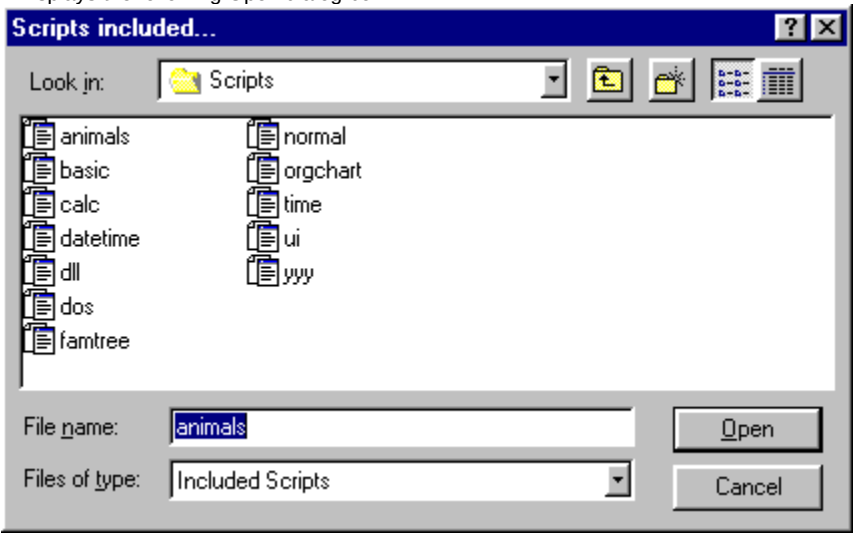 Scripts included...
Look in: Scripts
animals
basic
calc
datetime
dll
dos
famtree
normal
orgchart
time
ui
yyy
File name: animals Open
Files of type: Included Scripts Cancel